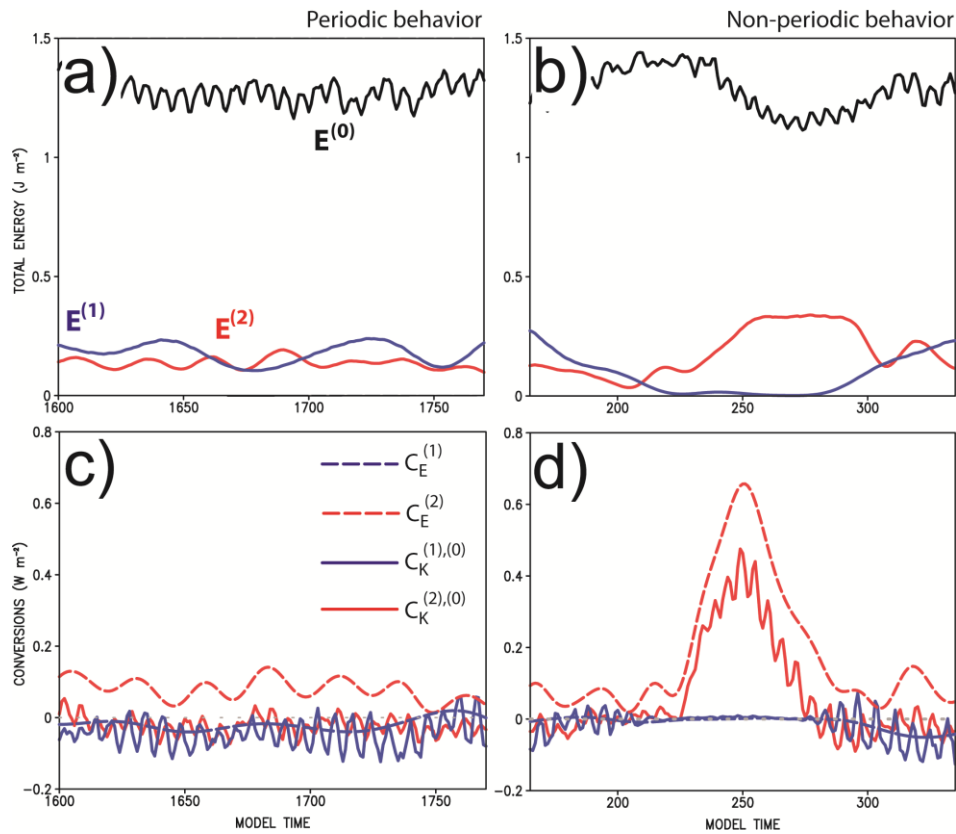 Periodic behavior
Non-periodic behavior
a)
b)
TOTAL ENERGY (J m⁻²)
1.5
1
0.5
0
E⁽⁰⁾
E⁽¹⁾
E⁽²⁾
1600
1650
1700
1750
200
250
300
c)
d)
CONVERSIONS (W m⁻²)
0.8
0.6
0.4
0.2
0
−0.2
C_E⁽¹⁾
C_E⁽²⁾
C_K⁽¹⁾,⁽⁰⁾
C_K⁽²⁾,⁽⁰⁾
0.8
0.6
0.4
0.2
0
−0.2
1.5
1
0.5
0
1600
1650
1700
1750
MODEL TIME
200
250
300
MODEL TIME